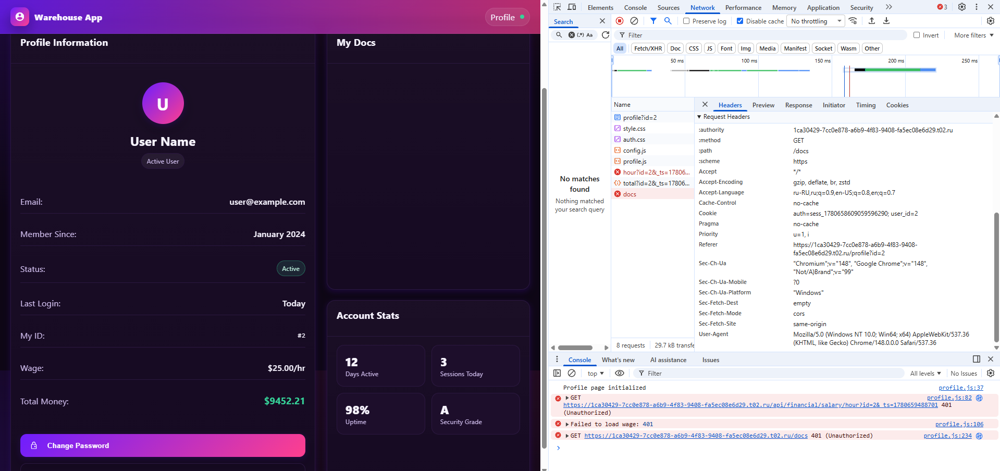 Warehouse App
Profile
Profile Information
U
User Name
Active User
Email: user@example.com
Member Since: January 2024
Status: Active
Last Login: Today
My ID: #2
Wage: $25.00/hr
Total Money: $9452.21
Change Password
My Docs
Account Stats
12
Days Active
3
Sessions Today
98%
Uptime
A
Security Grade
Elements Console Sources Network Performance Memory Application Security 3
Search
Preserve log Disable cache No throttling
(.*) Aa
Filter
Invert More filters
All Fetch/XHR Doc CSS JS Font Img Media Manifest Socket Wasm Other
50 ms 100 ms 150 ms 200 ms 250 ms
No matches
found
Nothing matched
your search query
Name
profile?id=2
style.css
auth.css
config.js
profile.js
hour?id=2&_ts=17806...
total?id=2&_ts=17806...
docs
8 requests 29.7 kB transfe
Headers Preview Response Initiator Timing Cookies
Request Headers
:authority 1ca30429-7cc0e878-a6b9-4f83-9408-fa5ec08e6d29.t02.ru
:method GET
:path /docs
:scheme https
Accept */*
Accept-Encoding gzip, deflate, br, zstd
Accept-Language ru-RU,ru;q=0.9,en-US;q=0.8,en;q=0.7
Cache-Control no-cache
Cookie auth=sess_1780658609059596290; user_id=2
Pragma no-cache
Priority u=1, i
Referer https://1ca30429-7cc0e878-a6b9-4f83-9408-
fa5ec08e6d29.t02.ru/profile?id=2
Sec-Ch-Ua "Chromium";v="148", "Google Chrome";v="148",
"Not/A)Brand";v="99"
Sec-Ch-Ua-Mobile ?0
Sec-Ch-Ua-Platform "Windows"
Sec-Fetch-Dest empty
Sec-Fetch-Mode cors
Sec-Fetch-Site same-origin
User-Agent Mozilla/5.0 (Windows NT 10.0; Win64; x64) AppleWebKit/537.36
(KHTML, like Gecko) Chrome/148.0.0.0 Safari/537.36
Console What's new AI assistance Issues
top Filter All levels No Issues
Profile page initialized profile.js:37
GET profile.js:82
https://1ca30429-7cc0e878-a6b9-4f83-9408-fa5ec08e6d29.t02.ru/api/financial/salary/hour?id=2&_ts=1780659488701 401
(Unauthorized)
Failed to load wage: 401 profile.js:106
GET https://1ca30429-7cc0e878-a6b9-4f83-9408-fa5ec08e6d29.t02.ru/docs 401 (Unauthorized) profile.js:234